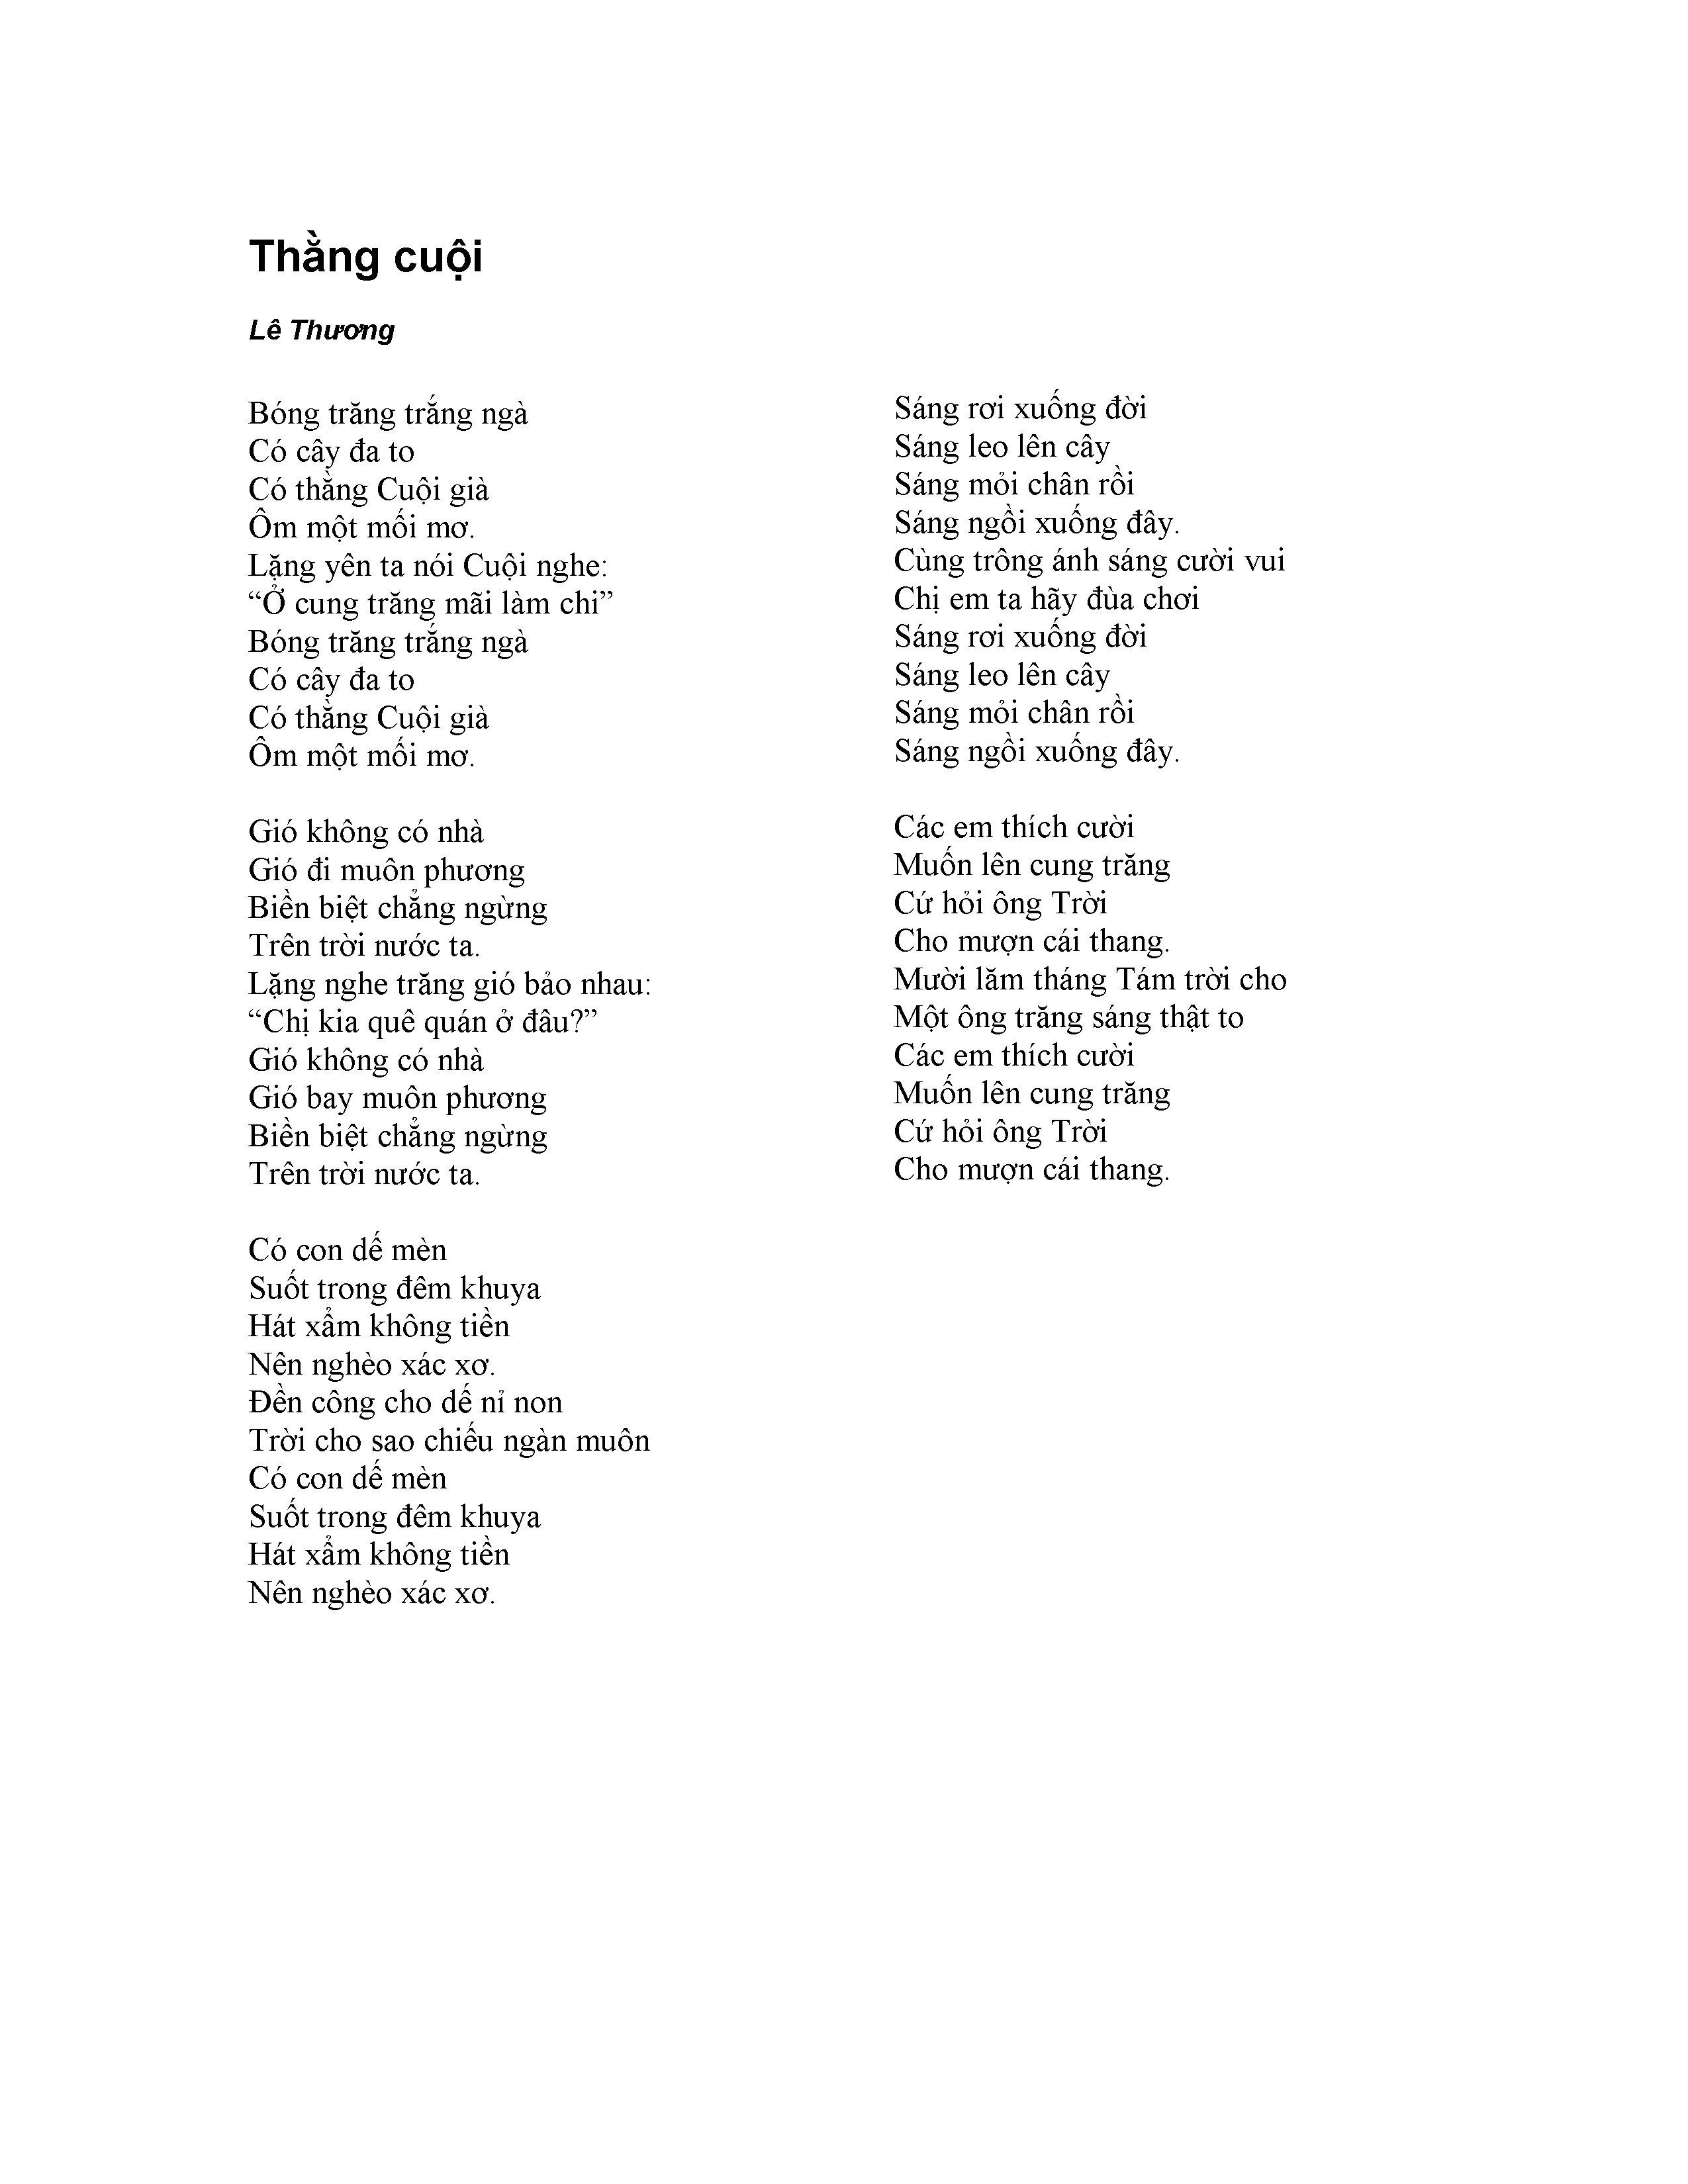 Thằng cuội
Lê Thương
Bóng trăng trắng ngà
Có cây đa to
Có thằng Cuội già
Ôm một mối mơ.
Lặng yên ta nói Cuội nghe:
“Ở cung trăng mãi làm chi”
Bóng trăng trắng ngà
Có cây đa to
Có thằng Cuội già
Ôm một mối mơ.
Gió không có nhà
Gió đi muôn phương
Biền biệt chẳng ngừng
Trên trời nước ta.
Lặng nghe trăng gió bảo nhau:
“Chị kia quê quán ở đâu?”
Gió không có nhà
Gió bay muôn phương
Biền biệt chẳng ngừng
Trên trời nước ta.
Có con dế mèn
Suốt trong đêm khuya
Hát xẩm không tiền
Nên nghèo xác xơ.
Đền công cho dế nỉ non
Trời cho sao chiếu ngàn muôn
Có con dế mèn
Suốt trong đêm khuya
Hát xẩm không tiền
Nên nghèo xác xơ.
Sáng rơi xuống đời
Sáng leo lên cây
Sáng mỏi chân rồi
Sáng ngồi xuống đây.
Cùng trông ánh sáng cười vui
Chị em ta hãy đùa chơi
Sáng rơi xuống đời
Sáng leo lên cây
Sáng mỏi chân rồi
Sáng ngồi xuống đây.
Các em thích cười
Muốn lên cung trăng
Cứ hỏi ông Trời
Cho mượn cái thang.
Mười lăm tháng Tám trời cho
Một ông trăng sáng thật to
Các em thích cười
Muốn lên cung trăng
Cứ hỏi ông Trời
Cho mượn cái thang.